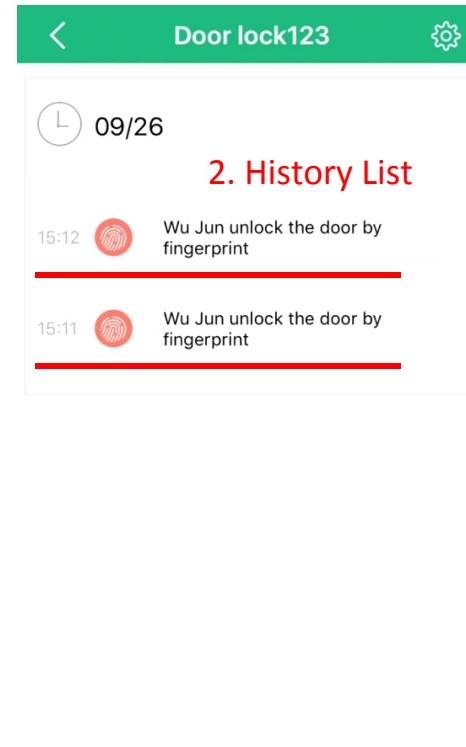 Door lock123
09/26
2. History List
15:12 Wu Jun unlock the door by
fingerprint
15:11 Wu Jun unlock the door by
fingerprint